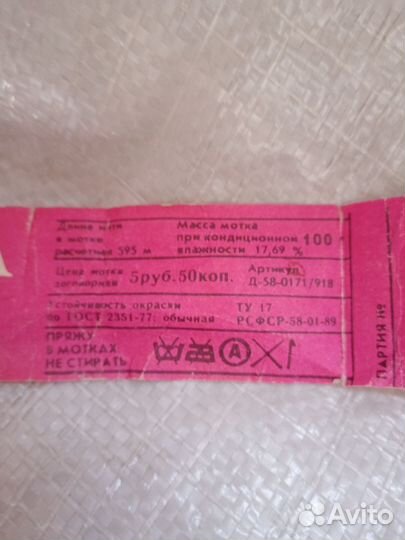 Длина нити
в мотке
расчетная 595 м
Масса мотка
при кондиционной 100 г
влажности 17,69 %
Цена мотка 5руб.50коп.
Артикул
Д-58-0171/918
Устойчивость окраски
по ГОСТ 2351-77: обычная
ТУ 17
РСФСР-58-01-89
ПРЯЖУ
В МОТКАХ
НЕ СТИРАТЬ
А
ПАРТИЯ №
Avito